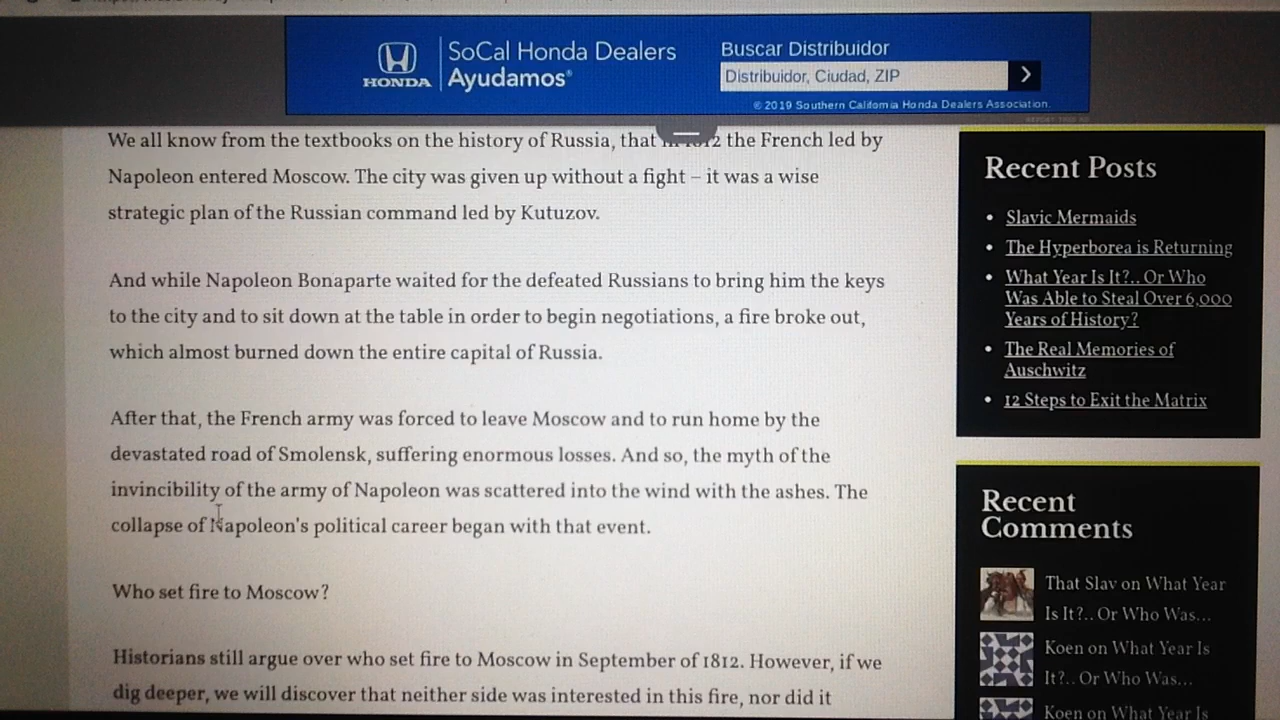 HONDA
SoCal Honda Dealers
Ayudamos®
Buscar Distribuidor
Distribuidor, Ciudad, ZIP
© 2019 Southern California Honda Dealers Association.
REPORT THIS AD
We all know from the textbooks on the history of Russia, that in 1812 the French led by
Napoleon entered Moscow. The city was given up without a fight – it was a wise
strategic plan of the Russian command led by Kutuzov.
And while Napoleon Bonaparte waited for the defeated Russians to bring him the keys
to the city and to sit down at the table in order to begin negotiations, a fire broke out,
which almost burned down the entire capital of Russia.
After that, the French army was forced to leave Moscow and to run home by the
devastated road of Smolensk, suffering enormous losses. And so, the myth of the
invincibility of the army of Napoleon was scattered into the wind with the ashes. The
collapse of Napoleon's political career began with that event.
Who set fire to Moscow?
Historians still argue over who set fire to Moscow in September of 1812. However, if we
dig deeper, we will discover that neither side was interested in this fire, nor did it
Recent Posts
• Slavic Mermaids
• The Hyperborea is Returning
• What Year Is It?.. Or Who
Was Able to Steal Over 6,000
Years of History?
• The Real Memories of
Auschwitz
• 12 Steps to Exit the Matrix
Recent
Comments
That Slav on What Year
Is It?.. Or Who Was...
Koen on What Year Is
It?.. Or Who Was...
Koen on What Year Is